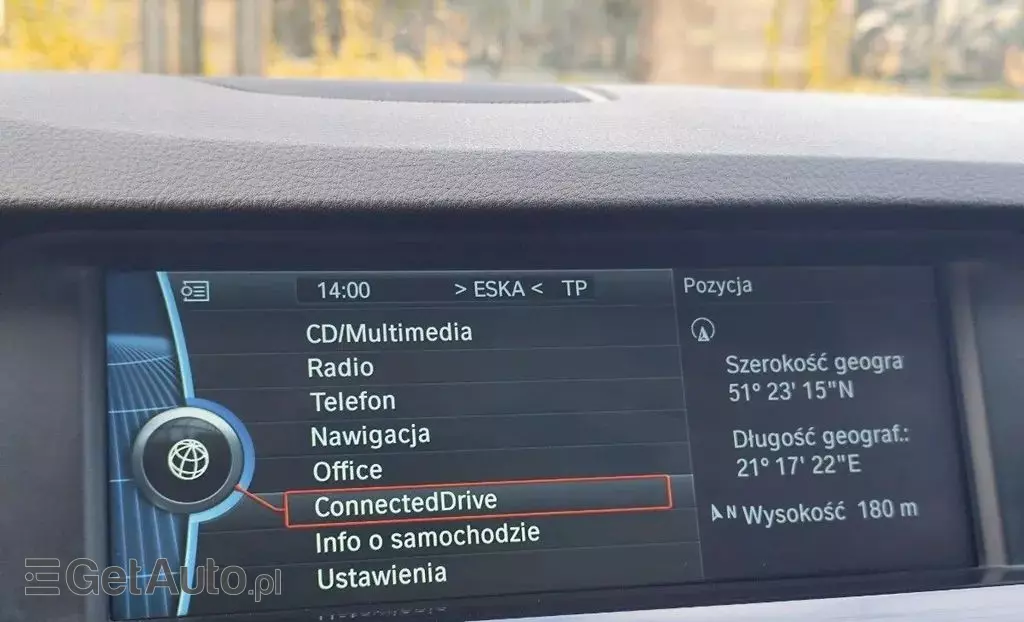 14:00 > ESKA < TP
CD/Multimedia
Radio
Telefon
Nawigacja
Office
ConnectedDrive
Info o samochodzie
Ustawienia
Pozycja
Szerokość geogra
51° 23' 15"N
Długość geograf.:
21° 17' 22"E
N Wysokość 180 m
GetAuto.pl